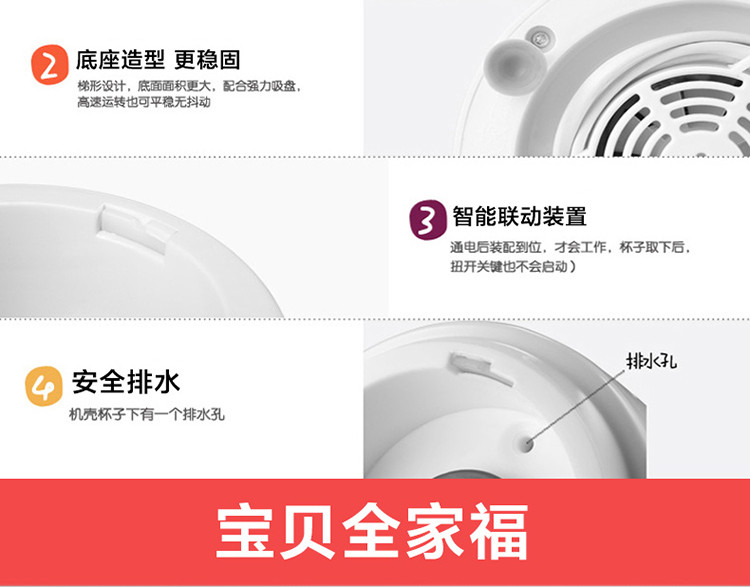 2
底座造型 更稳固
梯形设计，底面面积更大，配合强力吸盘，
高速运转也可平稳无抖动
3
智能联动装置
通电后装配到位，才会工作，杯子取下后，
扭开关键也不会启动）
4
安全排水
机壳杯子下有一个排水孔
排水孔
宝贝全家福